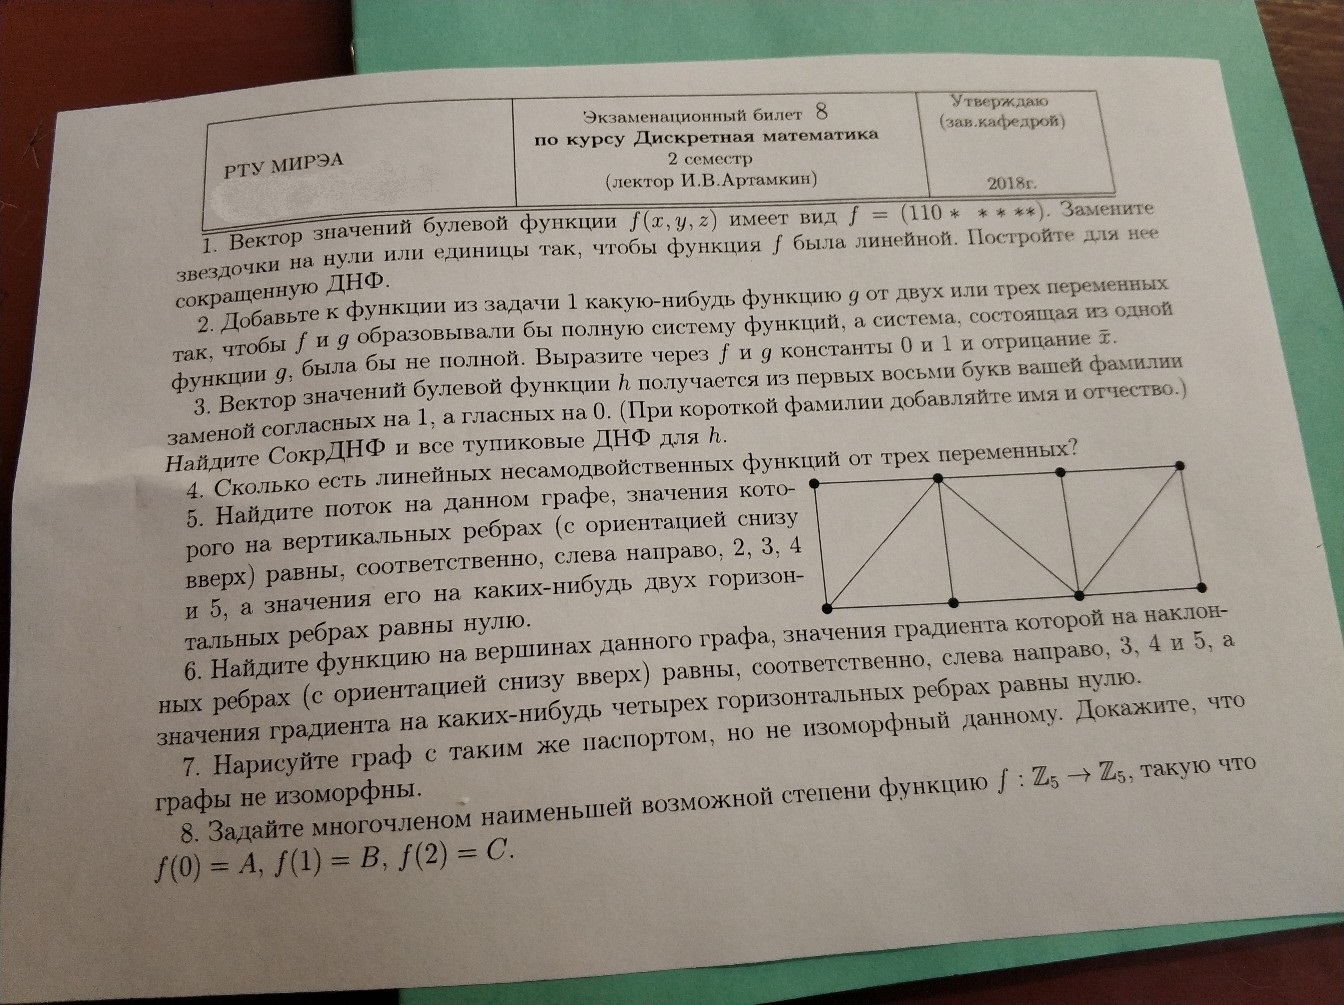 РТУ МИРЭА
Экзаменационный билет 8
по курсу Дискретная математика
2 семестр
(лектор И.В.Артамкин)
Утверждаю
(зав.кафедрой)
2018г.
1. Вектор значений булевой функции f(x, y, z) имеет вид f = (110* ****). Замените
звездочки на нули или единицы так, чтобы функция f была линейной. Постройте для нее
сокращенную ДНФ.
2. Добавьте к функции из задачи 1 какую-нибудь функцию g от двух или трех переменных
так, чтобы f и g образовывали бы полную систему функций, а система, состоящая из одной
функции g, была бы не полной. Выразите через f и g константы 0 и 1 и отрицание x̄.
3. Вектор значений булевой функции h получается из первых восьми букв вашей фамилии
заменой согласных на 1, а гласных на 0. (При короткой фамилии добавляйте имя и отчество.)
Найдите СокрДНФ и все тупиковые ДНФ для h.
4. Сколько есть линейных несамодвойственных функций от трех переменных?
5. Найдите поток на данном графе, значения кото-
рого на вертикальных ребрах (с ориентацией снизу
вверх) равны, соответственно, слева направо, 2, 3, 4
и 5, а значения его на каких-нибудь двух горизон-
тальных ребрах равны нулю.
6. Найдите функцию на вершинах данного графа, значения градиента которой на наклон-
ных ребрах (с ориентацией снизу вверх) равны, соответственно, слева направо, 3, 4 и 5, а
значения градиента на каких-нибудь четырех горизонтальных ребрах равны нулю.
7. Нарисуйте граф с таким же паспортом, но не изоморфный данному. Докажите, что
графы не изоморфны.
8. Задайте многочленом наименьшей возможной степени функцию f : ℤ₅ → ℤ₅, такую что
f(0) = A, f(1) = B, f(2) = C.